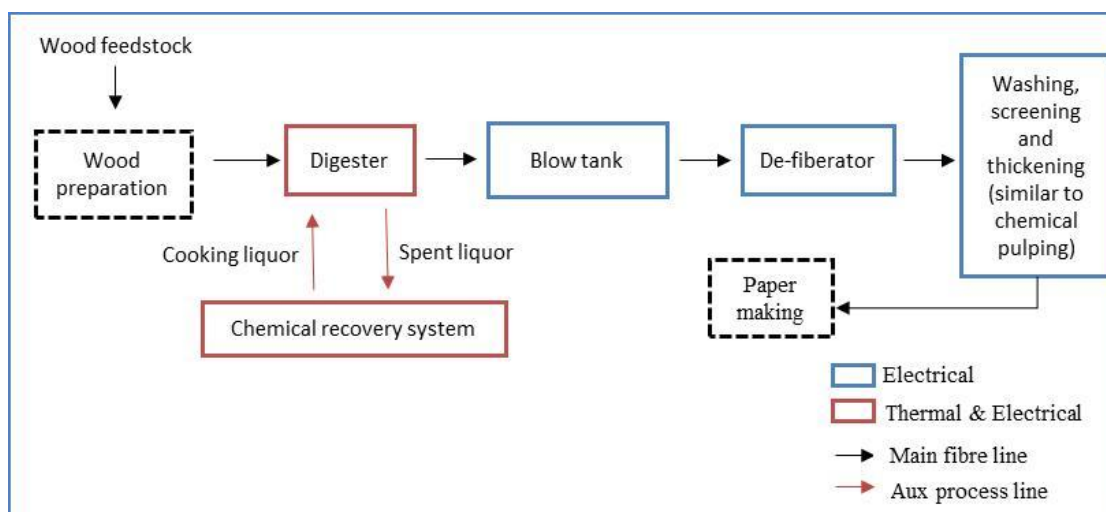 Wood feedstock
Wood
preparation
Digester
Blow tank
De-fiberator
Washing,
screening
and
thickening
(similar to
chemical
pulping)
Cooking liquor
Spent liquor
Chemical recovery system
Paper
making
Electrical
Thermal & Electrical
Main fibre line
Aux process line